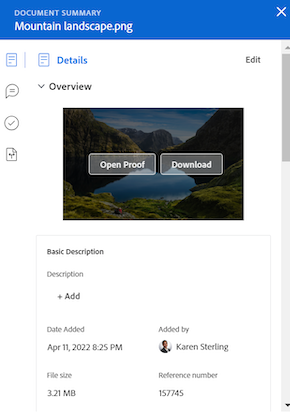 DOCUMENT SUMMARY
Mountain landscape.png
Details
Edit
Overview
Open Proof
Download
Basic Description
Description
+ Add
Date Added
Added by
Apr 11, 2022 8:25 PM
Karen Sterling
File size
Reference number
3.21 MB
157745